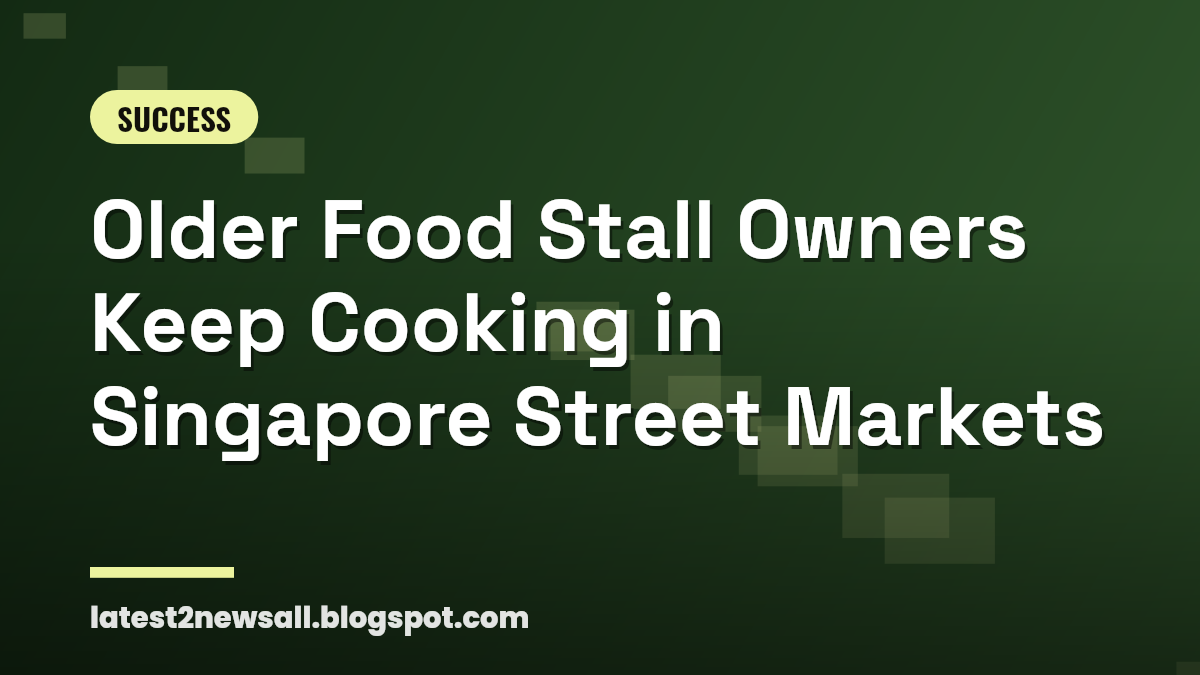 SUCCESS
Older Food Stall Owners
Keep Cooking in
Singapore Street Markets
latest2newsall.blogspot.com